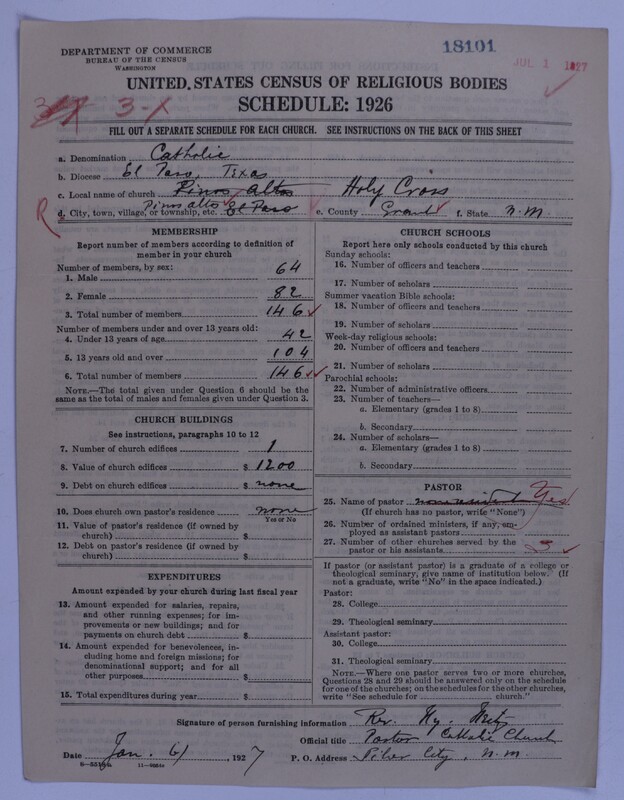 DEPARTMENT OF COMMERCE
BUREAU OF THE CENSUS
WASHINGTON
18101
JUL 1 1927
UNITED STATES CENSUS OF RELIGIOUS BODIES
SCHEDULE: 1926
3-X
FILL OUT A SEPARATE SCHEDULE FOR EACH CHURCH. SEE INSTRUCTIONS ON THE BACK OF THIS SHEET
a. Denomination Catholic
b. Diocese El Paso, Texas
c. Local name of church Pinos Altos Holy Cross
R d. City, town, village, or township, etc. Pinos altos El Paso e. County Grant f. State N.M.
MEMBERSHIP
Report number of members according to definition of
member in your church
Number of members, by sex:
1. Male 64
2. Female 82
3. Total number of members 146
Number of members under and over 13 years old:
4. Under 13 years of age 42
5. 13 years old and over 104
6. Total number of members 146
NOTE.—The total given under Question 6 should be the
same as the total of males and females given under Question 3.
CHURCH BUILDINGS
See instructions, paragraphs 10 to 12
7. Number of church edifices 1
8. Value of church edifices $ 1200
9. Debt on church edifices $ none
10. Does church own pastor's residence? none
Yes or No
11. Value of pastor's residence (if owned by
church) $
12. Debt on pastor's residence (if owned by
church) $
EXPENDITURES
Amount expended by your church during last fiscal year
13. Amount expended for salaries, repairs,
and other running expenses; for im-
provements or new buildings; and for
payments on church debt $
14. Amount expended for benevolences, in-
cluding home and foreign missions; for
denominational support; and for all
other purposes $
15. Total expenditures during year $
CHURCH SCHOOLS
Report here only schools conducted by this church
Sunday schools:
16. Number of officers and teachers
17. Number of scholars
Summer vacation Bible schools:
18. Number of officers and teachers
19. Number of scholars
Week-day religious schools:
20. Number of officers and teachers
21. Number of scholars
Parochial schools:
22. Number of administrative officers
23. Number of teachers—
a. Elementary (grades 1 to 8)
b. Secondary
24. Number of scholars—
a. Elementary (grades 1 to 8)
b. Secondary
PASTOR
25. Name of pastor Yes
(If church has no pastor, write "None")
26. Number of ordained ministers, if any, em-
ployed as assistant pastors
27. Number of other churches served by the
pastor or his assistants
If pastor (or assistant pastor) is a graduate of a college or
theological seminary, give name of institution below. (If
not a graduate, write "No" in the space indicated.)
Pastor:
28. College
29. Theological seminary
Assistant pastor:
30. College
31. Theological seminary
NOTE.—Where one pastor serves two or more churches,
Questions 28 and 29 should be answered only on the schedule
for one of the churches; on the schedules for the other churches,
write "See schedule for church."
Signature of person furnishing information Rev. Hy.
Official title Pastor Catholic Church
Date Jan. 6, 1927 P. O. Address Silver City, N.M.